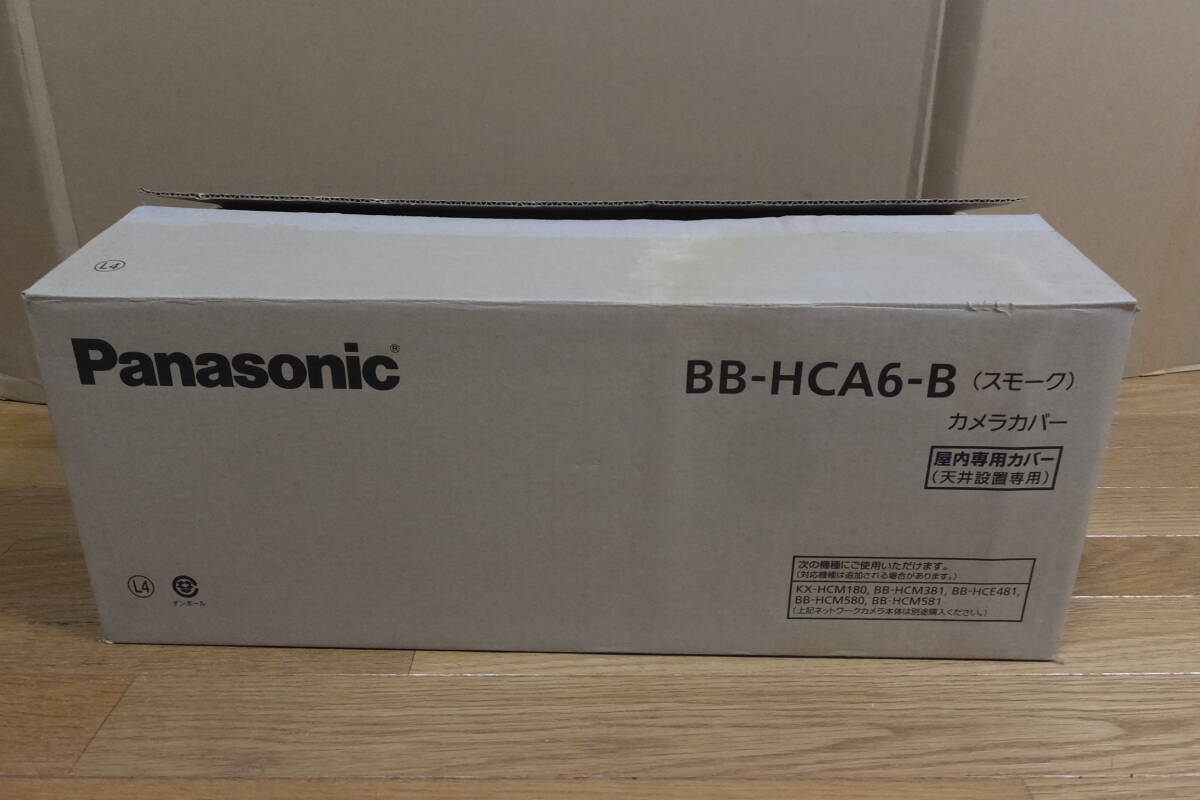 L4
Panasonic®
BB-HCA6-B (スモーク)
カメラカバー
屋内専用カバー
(天井設置専用)
次の機種にご使用いただけます。
(対応機種は追加される場合があります。)
KX-HCM180, BB-HCM381, BB-HCE481,
BB-HCM580, BB-HCM581
(上記ネットワークカメラ本体は別途購入ください。)
L4
ダンボール